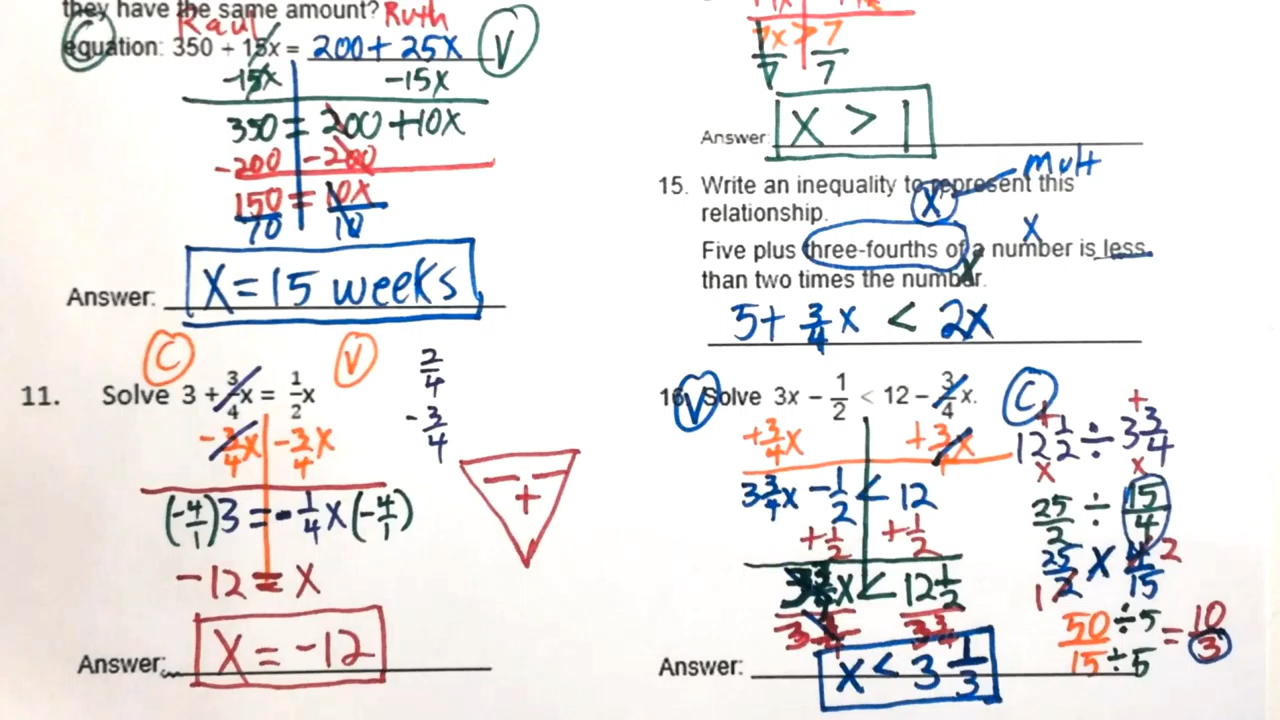 they have the same amount?
Raul Ruth
C equation: 350 + 15x = 200 + 25x V
-15x -15x
350 = 200 + 10x
-200 -200
150 = 10x
10 10
Answer: X = 15 weeks
C V
11. Solve 3 + 3/4x = 1/2x
2/4
- 3/4
-3/4x -3/4x
(-4/1)3 = -1/4x(-4/1)
- - +
-12 = x
Answer: X = -12
7x > 7
7 7
Answer: X > 1
mult
15. Write an inequality to represent this
relationship. X
X
Five plus three-fourths of a number is less
than two times the number. X
5 + 3/4x < 2x
V 16. Solve 3x - 1/2 < 12 - 3/4x. C
+3/4x +3/4x
3 3/4x - 1/2 < 12
+1/2 +1/2
3 3/4x < 12 1/2
3 3/4 3 3/4
Answer: x < 3 1/3
+ +
12 1/2 ÷ 3 3/4
x x
25/2 ÷ 15/4
25/2 x 4/15
1 2
50/15 ÷5/÷5 = 10/3